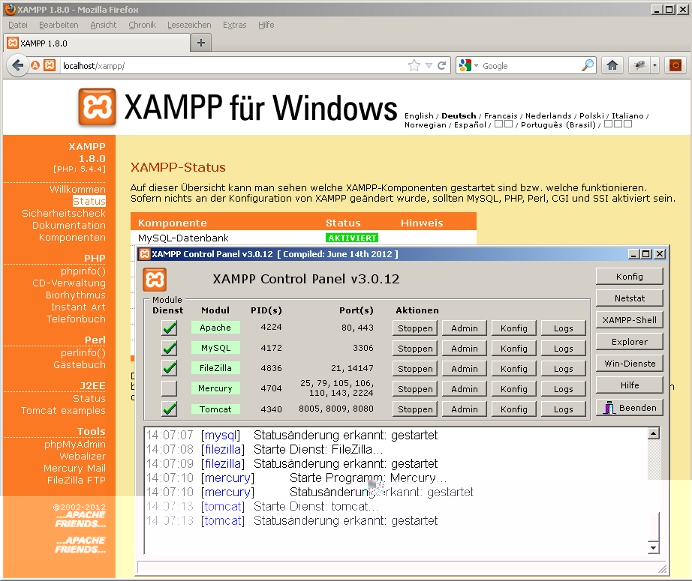 XAMPP 1.8.0 - Mozilla Firefox
Datei Bearbeiten Ansicht Chronik Lesezeichen Extras Hilfe
XAMPP 1.8.0
localhost/xampp/
Google
XAMPP für Windows
English / Deutsch / Francais / Nederlands / Polski / Italiano /
Norwegian / Español / / Português (Brasil) /
XAMPP
1.8.0
[PHP: 5.4.4]
Willkommen
Status
Sicherheitscheck
Dokumentation
Komponenten
PHP
phpinfo()
CD-Verwaltung
Biorhythmus
Instant Art
Telefonbuch
Perl
perlinfo()
Gästebuch
J2EE
Status
Tomcat examples
Tools
phpMyAdmin
Webalizer
Mercury Mail
FileZilla FTP
©2002-2012
...APACHE
FRIENDS...
...APACHE
FRIENDS...
XAMPP-Status
Auf dieser Übersicht kann man sehen welche XAMPP-Komponenten gestartet sind bzw. welche funktionieren.
Sofern nichts an der Konfiguration von XAMPP geändert wurde, sollten MySQL, PHP, Perl, CGI und SSI aktiviert sein.
Komponente Status Hinweis
MySQL-Datenbank AKTIVIERT
XAMPP Control Panel v3.0.12 [ Compiled: June 14th 2012 ]
XAMPP Control Panel v3.0.12
Module
Dienst Modul PID(s) Port(s) Aktionen
Apache 4224 80, 443 Stoppen Admin Konfig Logs
MySQL 4172 3306 Stoppen Admin Konfig Logs
FileZilla 4836 21, 14147 Stoppen Admin Konfig Logs
Mercury 4704 25, 79, 105, 106,
110, 143, 2224 Stoppen Admin Konfig Logs
Tomcat 4340 8005, 8009, 8080 Stoppen Admin Konfig Logs
Konfig
Netstat
XAMPP-Shell
Explorer
Win-Dienste
Hilfe
Beenden
14:07:07 [mysql] Statusänderung erkannt: gestartet
14:07:08 [filezilla] Starte Dienst: FileZilla...
14:07:09 [filezilla] Statusänderung erkannt: gestartet
14:07:10 [mercury] Starte Programm: Mercury...
14:07:10 [mercury] Statusänderung erkannt: gestartet
14:07:13 [tomcat] Starte Dienst: tomcat...
14:07:13 [tomcat] Statusänderung erkannt: gestartet